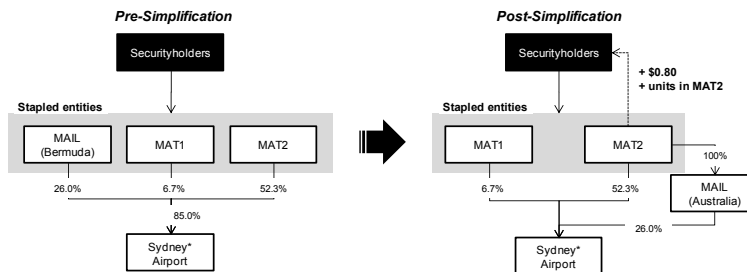 Pre-Simplification
Securityholders
Stapled entities
MAIL
(Bermuda)
MAT1
MAT2
26.0%
6.7%
52.3%
85.0%
Sydney*
Airport
Post-Simplification
Securityholders
+ $0.80
+ units in MAT2
Stapled entities
MAT1
MAT2
100%
6.7%
52.3%
MAIL
(Australia)
26.0%
Sydney*
Airport